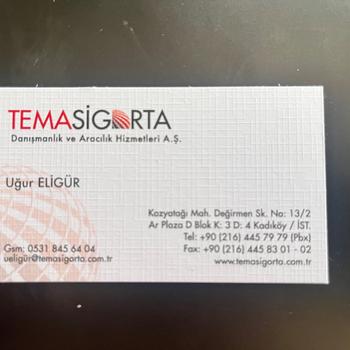 TEMASİGORTA
Danışmanlık ve Aracılık Hizmetleri A.Ş.
Uğur ELİGÜR
Kozyatağı Mah. Değirmen Sk. No: 13/2
Ar Plaza D Blok K: 3 D: 4 Kadıköy / İST.
Tel: +90 (216) 445 79 79 (Pbx)
Gsm: 0531 845 64 04
Fax: +90 (216) 445 83 01 - 02
ueligür@temasigorta.com.tr
www.temasigorta.com.tr